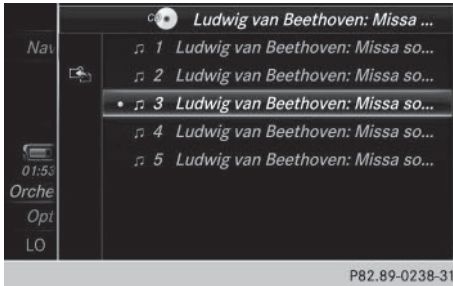 CD Ludwig van Beethoven: Missa ...
Nav
1 Ludwig van Beethoven: Missa so...
2 Ludwig van Beethoven: Missa so...
3 Ludwig van Beethoven: Missa so...
4 Ludwig van Beethoven: Missa so...
5 Ludwig van Beethoven: Missa so...
01:53
Orche
Opt
LO
P82.89-0238-31